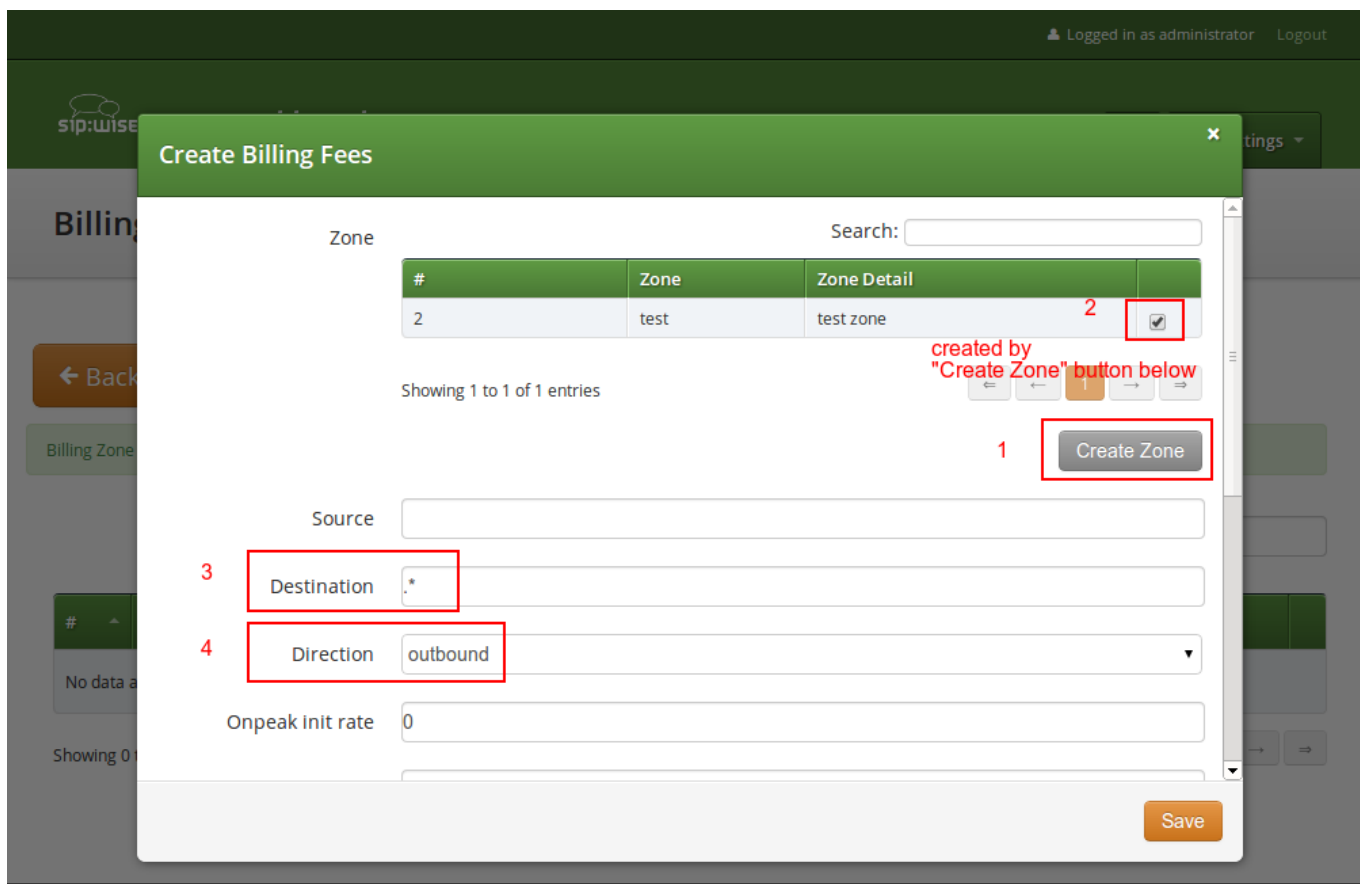 Logged in as administrator Logout
sip:wise
tings
Create Billing Fees ×
Billing
Zone
Search:
# Zone Zone Detail
2 test test zone
2
created by
"Create Zone" button below
← Back
Showing 1 to 1 of 1 entries
⇐ ← 1 → ⇒
Billing Zone
1
Create Zone
Source
3
Destination .*
#
4
Direction outbound
No data a
Onpeak init rate 0
Showing 0 t
→ ⇒
Save